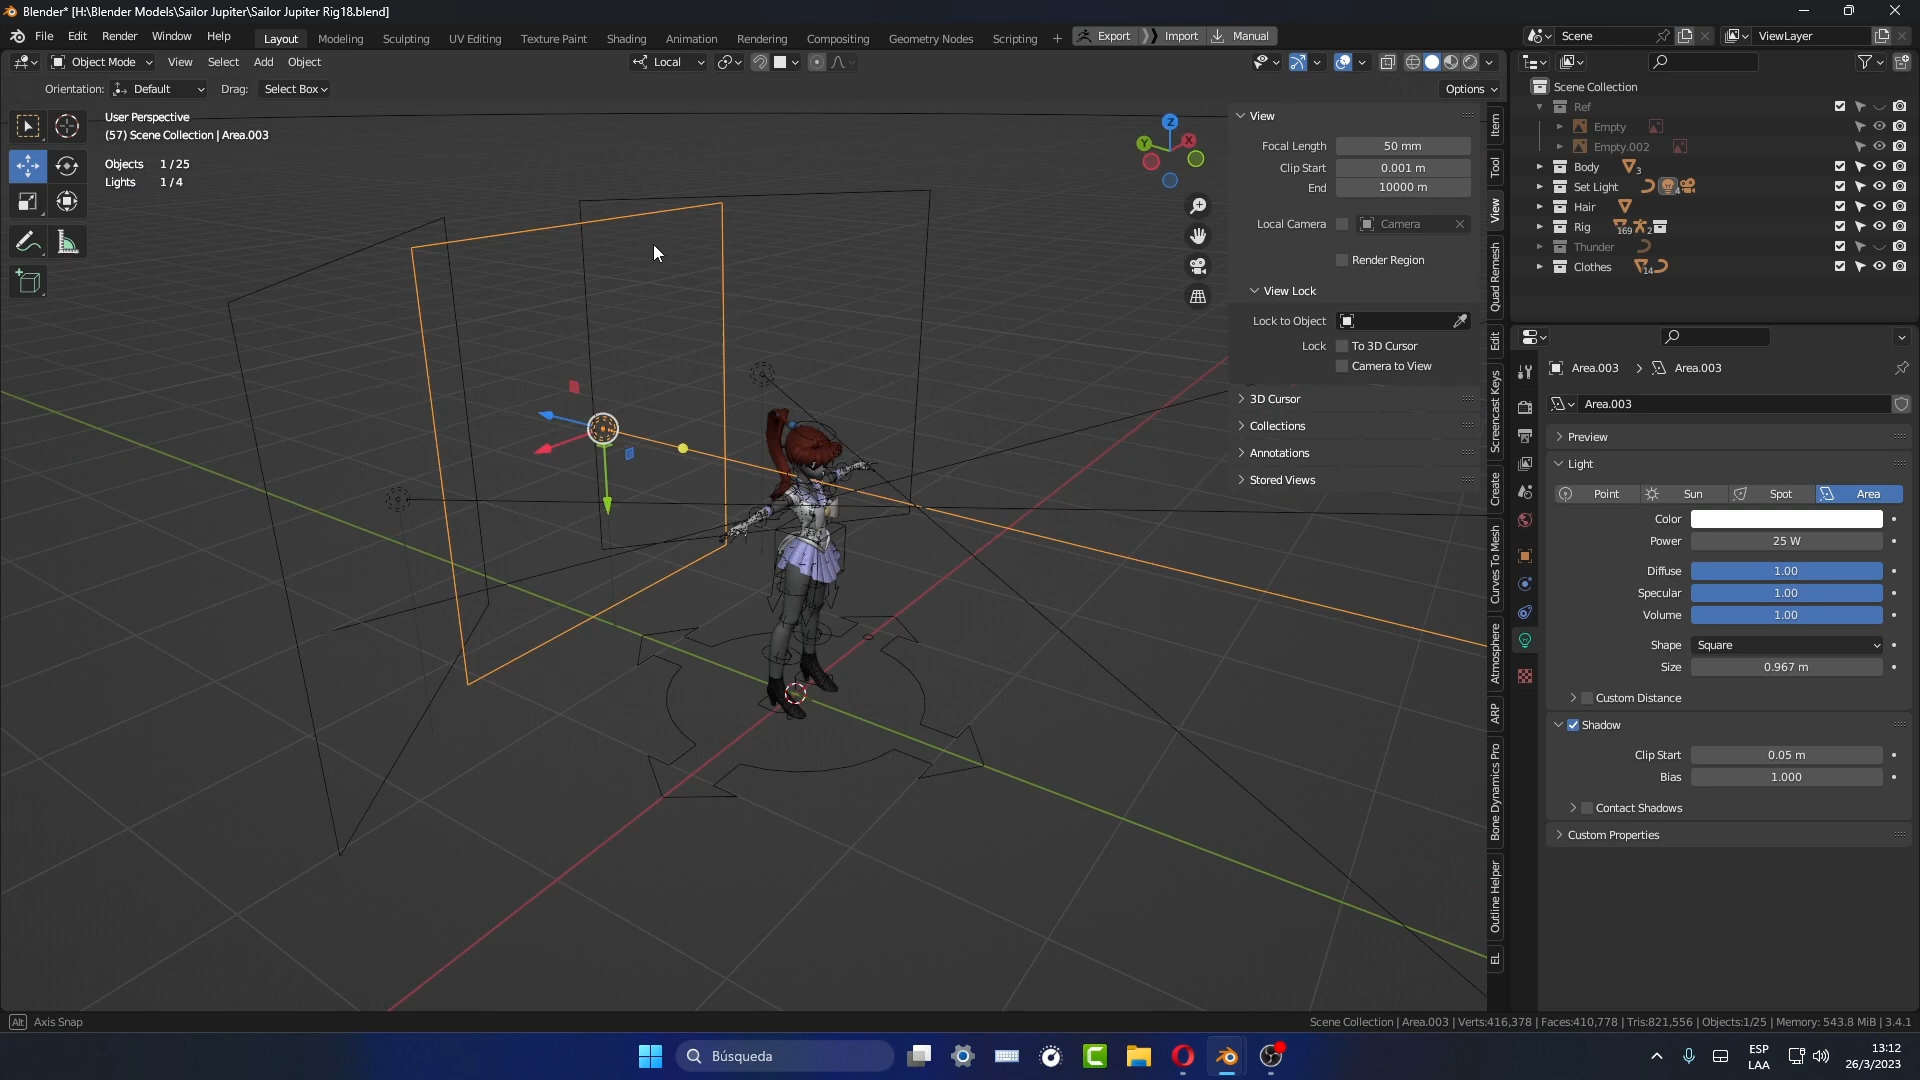 Blender* [H:\Blender Models\Sailor Jupiter\Sailor Jupiter Rig18.blend]
File Edit Render Window Help Layout Modeling Sculpting UV Editing Texture Paint Shading Animation Rendering Compositing Geometry Nodes Scripting + Export Import Manual Scene ViewLayer
Object Mode View Select Add Object Local
Orientation: Default Drag: Select Box Options
User Perspective
(57) Scene Collection | Area.003
Objects 1/25
Lights 1/4
Z
Y
X
View
Focal Length 50 mm
Clip Start 0.001 m
End 10000 m
Local Camera Camera
Render Region
View Lock
Lock to Object
Lock To 3D Cursor
Camera to View
3D Cursor
Collections
Annotations
Stored Views
Item
Tool
View
Quad Remesh
Edit
Screencast Keys
Create
Curves To Mesh
Atmosphere
ARP
Bone Dynamics Pro
Outline Helper
EL
Scene Collection
Ref
Empty
Empty.002
Body 3
Set Light 4
Hair
Rig 169 2
Thunder
Clothes 14
Area.003 > Area.003
Area.003
Preview
Light
Point Sun Spot Area
Color
Power 25 W
Diffuse 1.00
Specular 1.00
Volume 1.00
Shape Square
Size 0.967 m
Custom Distance
Shadow
Clip Start 0.05 m
Bias 1.000
Contact Shadows
Custom Properties
Alt Axis Snap
Scene Collection | Area.003 | Verts:416,378 | Faces:410,778 | Tris:821,556 | Objects:1/25 | Memory: 543.8 MiB | 3.4.1
Búsqueda
ESP
LAA
13:12
26/3/2023